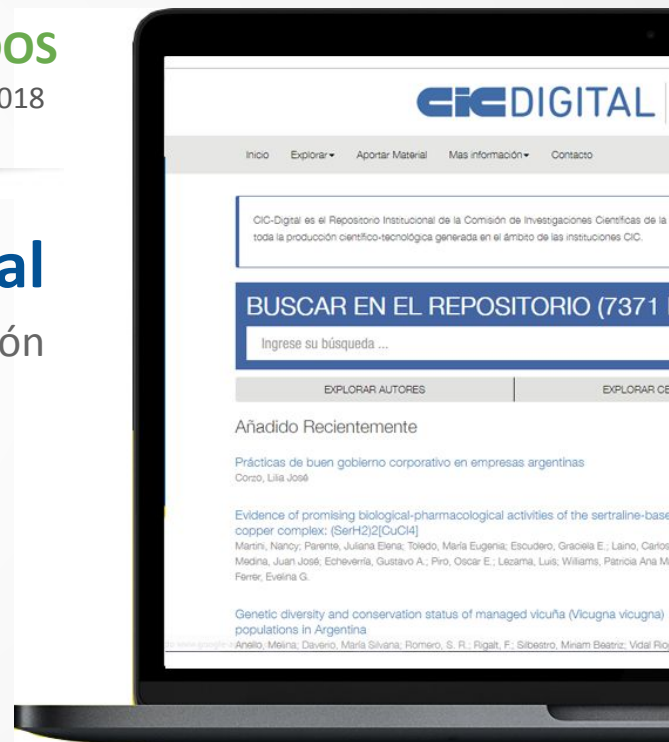 OS
018
al
ón
CIC DIGITAL
Inicio Explorar Aportar Material Mas información Contacto
CIC-Digital es el Repositorio Institucional de la Comisión de Investigaciones Científicas de la
toda la producción científico-tecnológica generada en el ámbito de las instituciones CIC.
BUSCAR EN EL REPOSITORIO (7371
Ingrese su búsqueda ...
EXPLORAR AUTORES EXPLORAR CE
Añadido Recientemente
Prácticas de buen gobierno corporativo en empresas argentinas
Corzo, Lilia José
Evidence of promising biological-pharmacological activities of the sertraline-base
copper complex: (SerH2)2[CuCl4]
Martini, Nancy; Parente, Juliana Elena; Toledo, María Eugenia; Escudero, Graciela E.; Laino, Carlos
Medina, Juan José; Echeverría, Gustavo A.; Piro, Oscar E.; Lezama, Luis; Williams, Patricia Ana M
Ferrer, Evelina G.
Genetic diversity and conservation status of managed vicuña (Vicugna vicugna)
populations in Argentina
Anello, Melina; Daverio, María Silvana; Romero, S. R.; Rigalt, F.; Silbestro, Miriam Beatriz; Vidal Rio